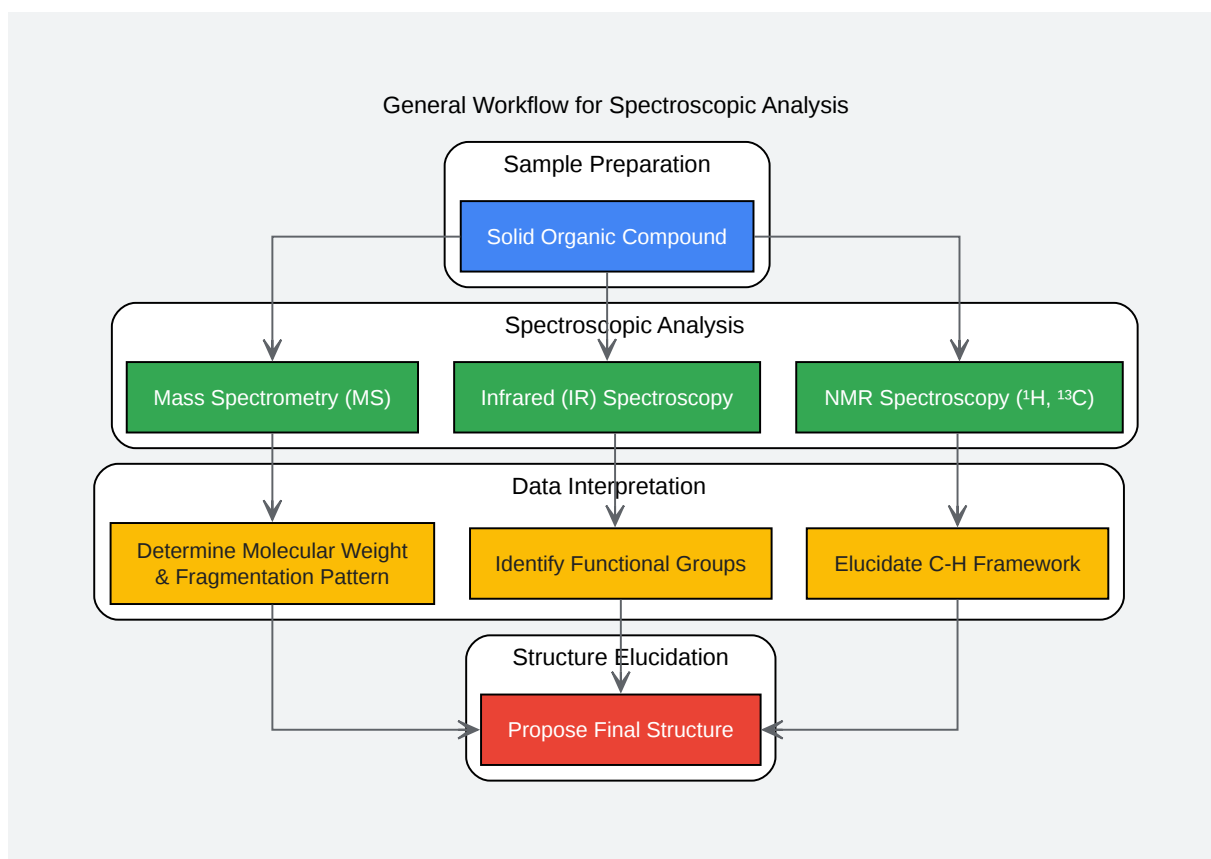 General Workflow for Spectroscopic Analysis
Sample Preparation
Solid Organic Compound
Spectroscopic Analysis
Mass Spectrometry (MS)
Infrared (IR) Spectroscopy
NMR Spectroscopy (¹H, ¹³C)
Data Interpretation
Determine Molecular Weight
& Fragmentation Pattern
Identify Functional Groups
Elucidate C-H Framework
Structure Elucidation
Propose Final Structure